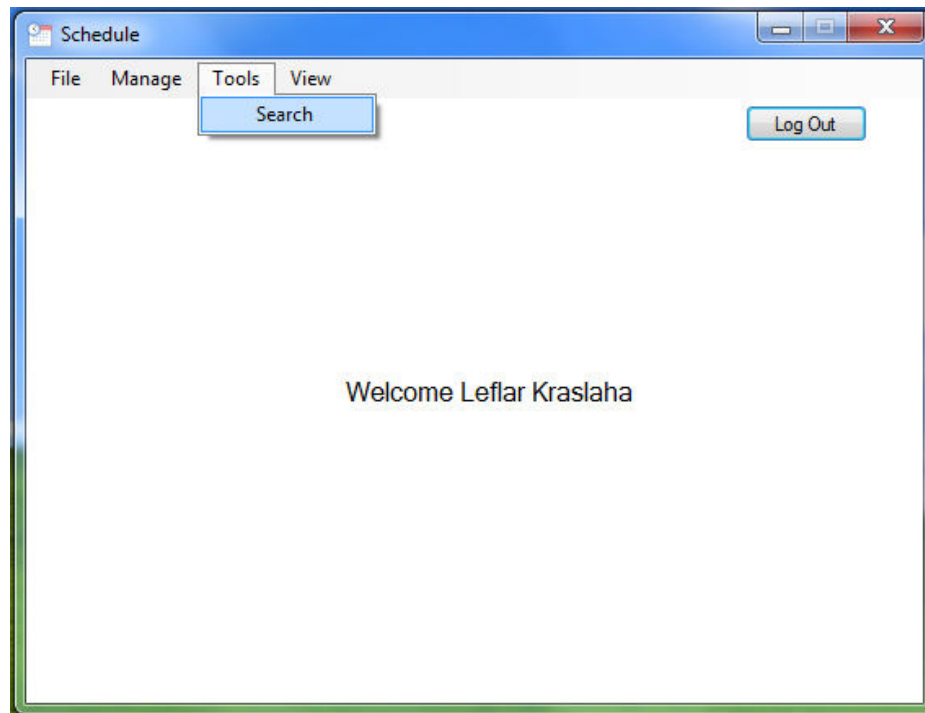 Schedule
File Manage Tools View
Search
Log Out
Welcome Leflar Kraslaha